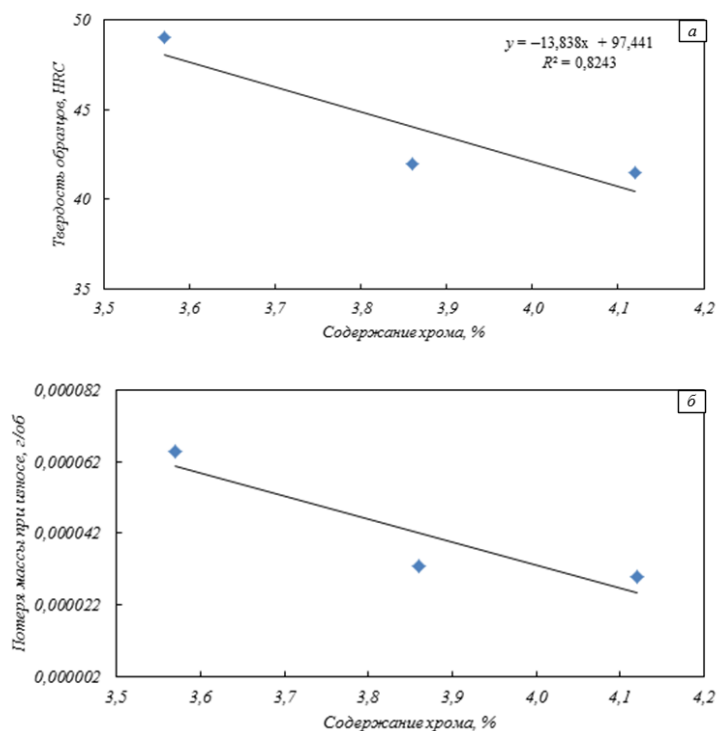 50
а
y = –13,838x + 97,441
R² = 0,8243
45
40
35
Твердость образцов, HRC
3,5 3,6 3,7 3,8 3,9 4,0 4,1 4,2
Содержание хрома, %
0,000082
б
0,000062
0,000042
0,000022
0,000002
Потеря массы при износе, г/об
3,5 3,6 3,7 3,8 3,9 4,0 4,1 4,2
Содержание хрома, %